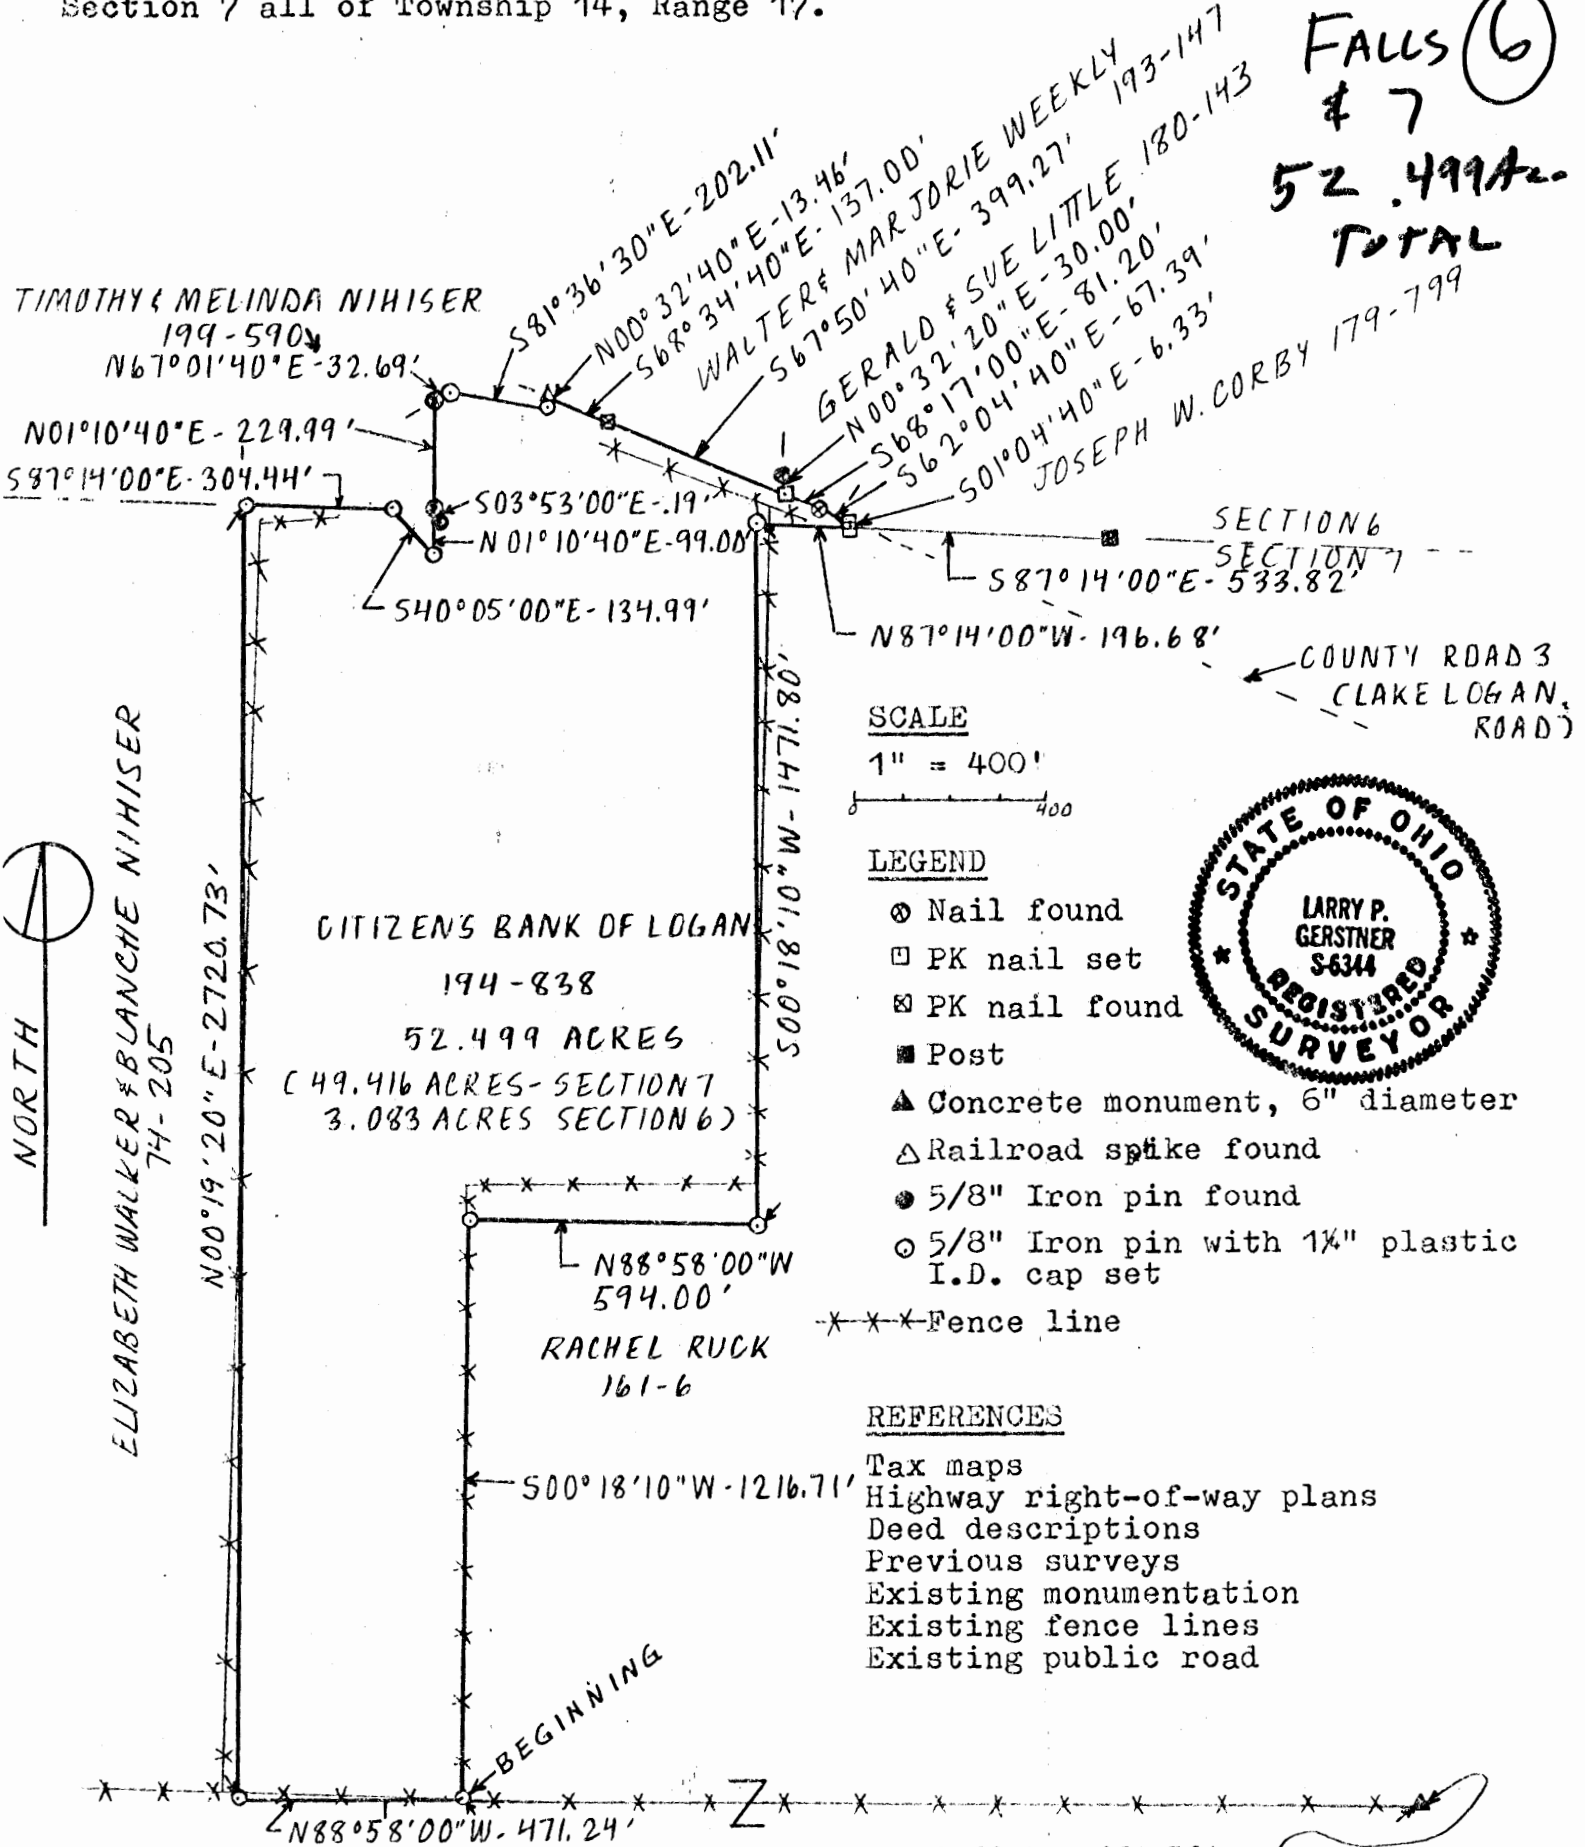 Section 7 all of Township 14, Range 17.
FALLS 6
& 7
52.499Ac.
TOTAL
TIMOTHY & MELINDA NIHISER
199-590
N67°01'40"E-32.69'
N01°10'40"E-229.99'
S87°14'00"E-304.44'
S81°36'30"E-202.11'
N00°32'40"E-13.46'
S68°34'40"E-137.00'
WALTER & MARJORIE WEEKLY 193-147
S67°50'40"E-399.27'
GERALD & SUE LITTLE 180-143
N00°32'20"E-30.00'
S68°17'00"E-81.20'
S62°04'40"E-67.39'
S01°04'40"E-6.33'
JOSEPH W. CORBY 179-799
S03°53'00"E-.19'
N01°10'40"E-99.00'
S40°05'00"E-134.99'
SECTION 6
SECTION 7
S87°14'00"E-533.82'
N87°14'00"W-196.68'
COUNTY ROAD 3
(LAKE LOGAN
ROAD)
S00°18'10"W-1471.80'
SCALE
1" = 400'
0 400
LEGEND
Nail found
PK nail set
PK nail found
Post
Concrete monument, 6" diameter
Railroad spike found
5/8" Iron pin found
5/8" Iron pin with 1¼" plastic
I.D. cap set
Fence line
STATE OF OHIO
LARRY P.
GERSTNER
S-6344
REGISTERED
SURVEYOR
NORTH
ELIZABETH WALKER & BLANCHE NIHISER
74-205
N00°19'20"E-2720.73'
CITIZENS BANK OF LOGAN
194-838
52.499 ACRES
(49.416 ACRES-SECTION 7
3.083 ACRES SECTION 6)
N88°58'00"W
594.00'
RACHEL RUCK
161-6
S00°18'10"W-1216.71'
REFERENCES
Tax maps
Highway right-of-way plans
Deed descriptions
Previous surveys
Existing monumentation
Existing fence lines
Existing public road
BEGINNING
N88°58'00"W-471.24'